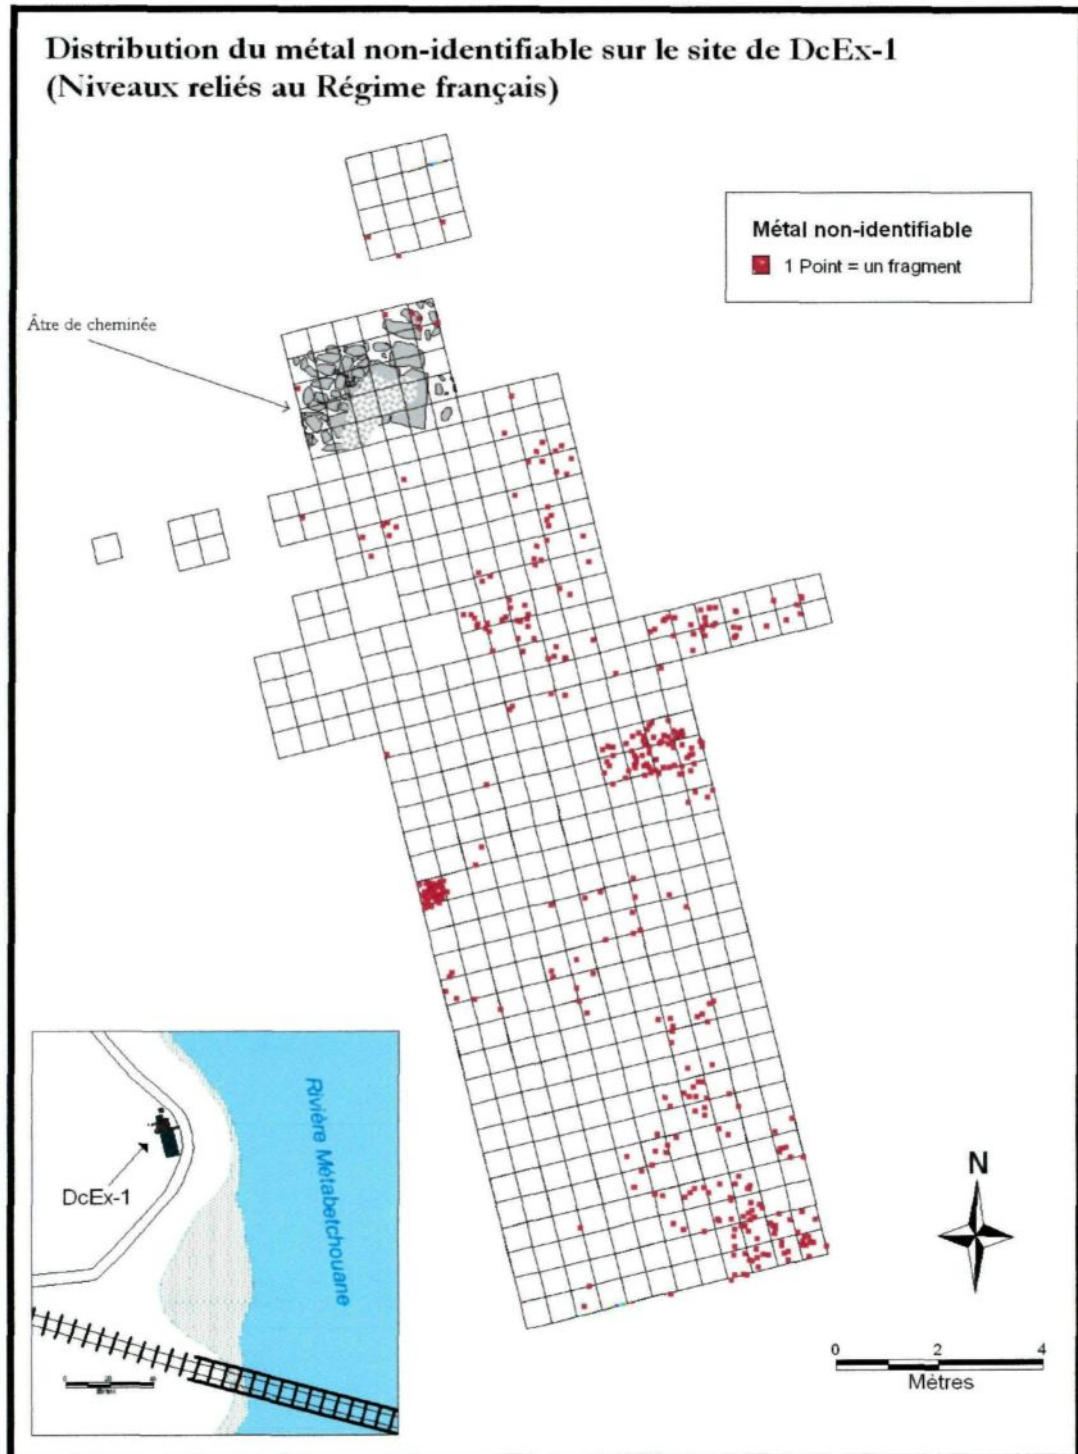 Distribution du métal non-identifiable sur le site de DcEx-1
(Niveaux reliés au Régime français)
Métal non-identifiable
1 Point = un fragment
Âtre de cheminée
Rivière Métabetchouane
DcEx-1
N
0 2 4
Mètres